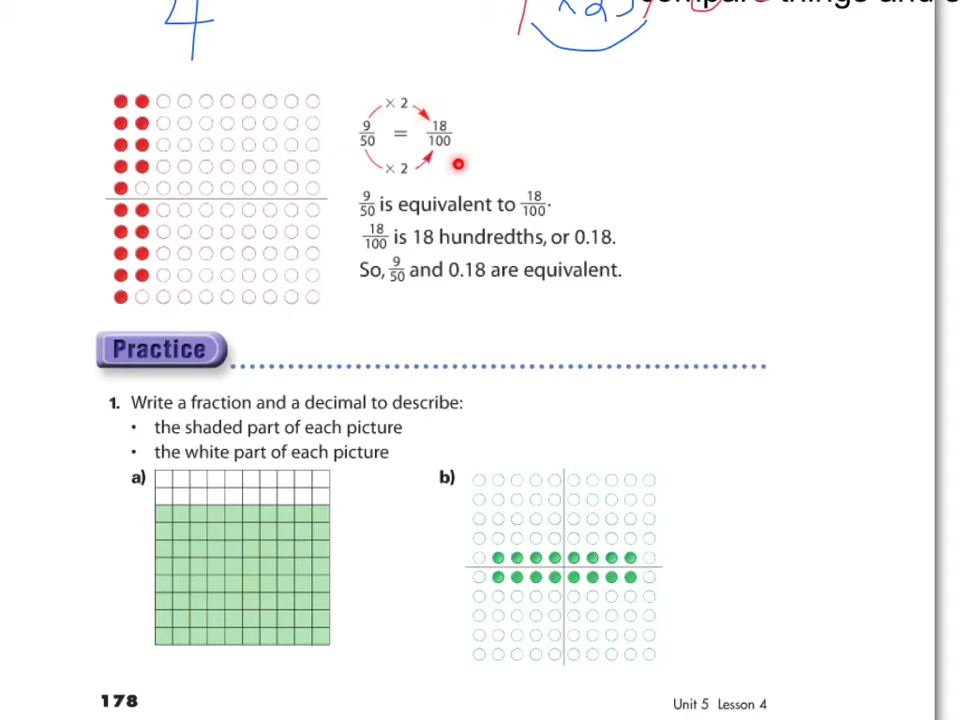 4
× 2
9/50 = 18/100
× 2
9/50 is equivalent to 18/100.
18/100 is 18 hundredths, or 0.18.
So, 9/50 and 0.18 are equivalent.
Practice
1. Write a fraction and a decimal to describe:
• the shaded part of each picture
• the white part of each picture
a) b)
178 Unit 5 Lesson 4